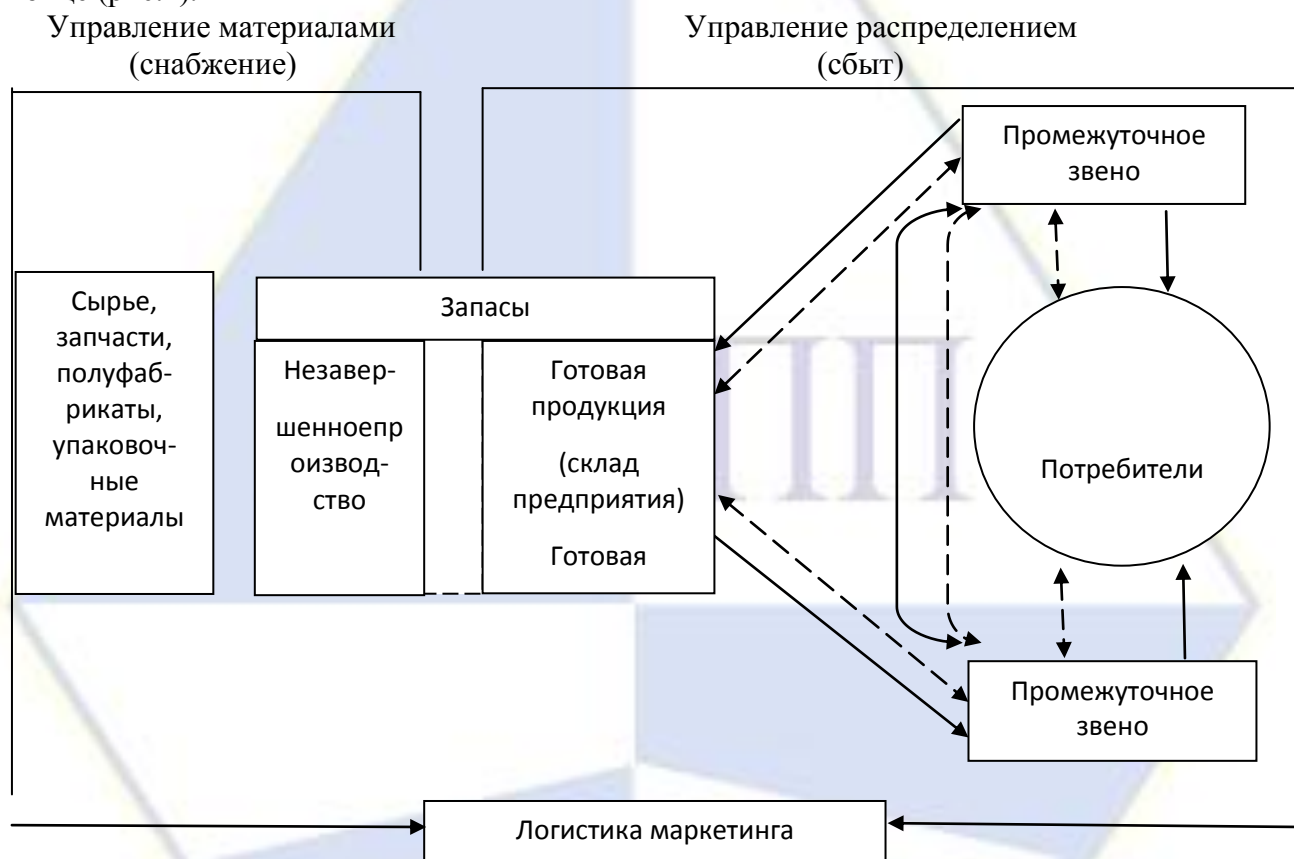 Управление материалами
(снабжение)
Управление распределением
(сбыт)
Промежуточное
звено
Сырье,
запчасти,
полуфаб-
рикаты,
упаковоч-
ные
материалы
Запасы
Незавер-
шенноепр
оизвод-
ство
Готовая
продукция
(склад
предприятия)
Готовая
Потребители
Промежуточное
звено
Логистика маркетинга